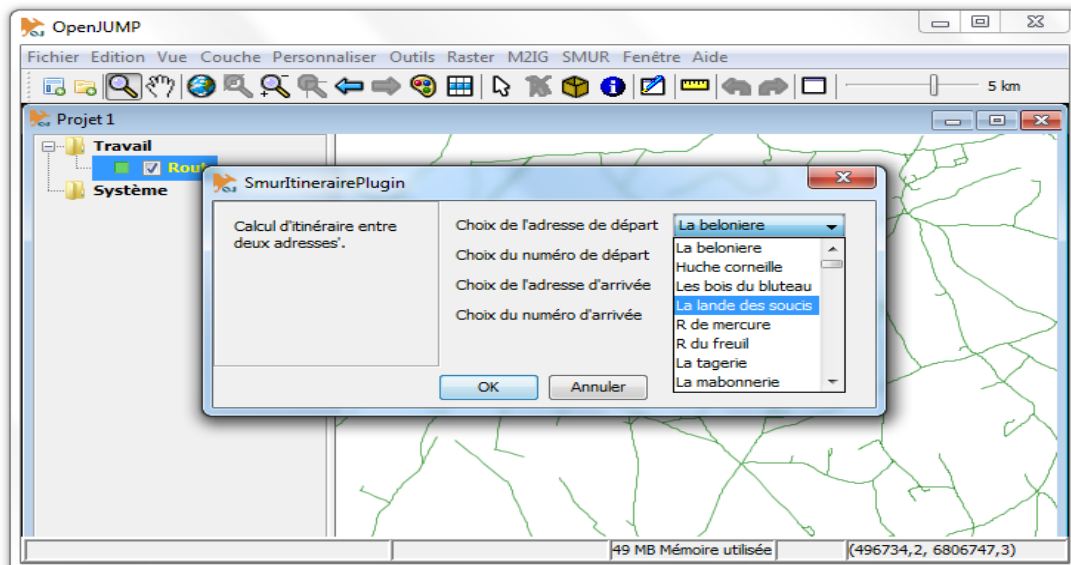 OpenJUMP
Fichier Edition Vue Couche Personnaliser Outils Raster M2IG SMUR Fenêtre Aide
5 km
Projet 1
Travail
Système
SmurItinerairePlugin
Calcul d'itinéraire entre
deux adresses'.
Choix de l'adresse de départ La beloniere
Choix du numéro de départ
Choix de l'adresse d'arrivée
Choix du numéro d'arrivée
La beloniere
Huche corneille
Les bois du bluteau
La lande des soucis
R de mercure
R du freuil
La tagerie
La mabonnerie
OK Annuler
49 MB Mémoire utilisée (496734,2, 6806747,3)